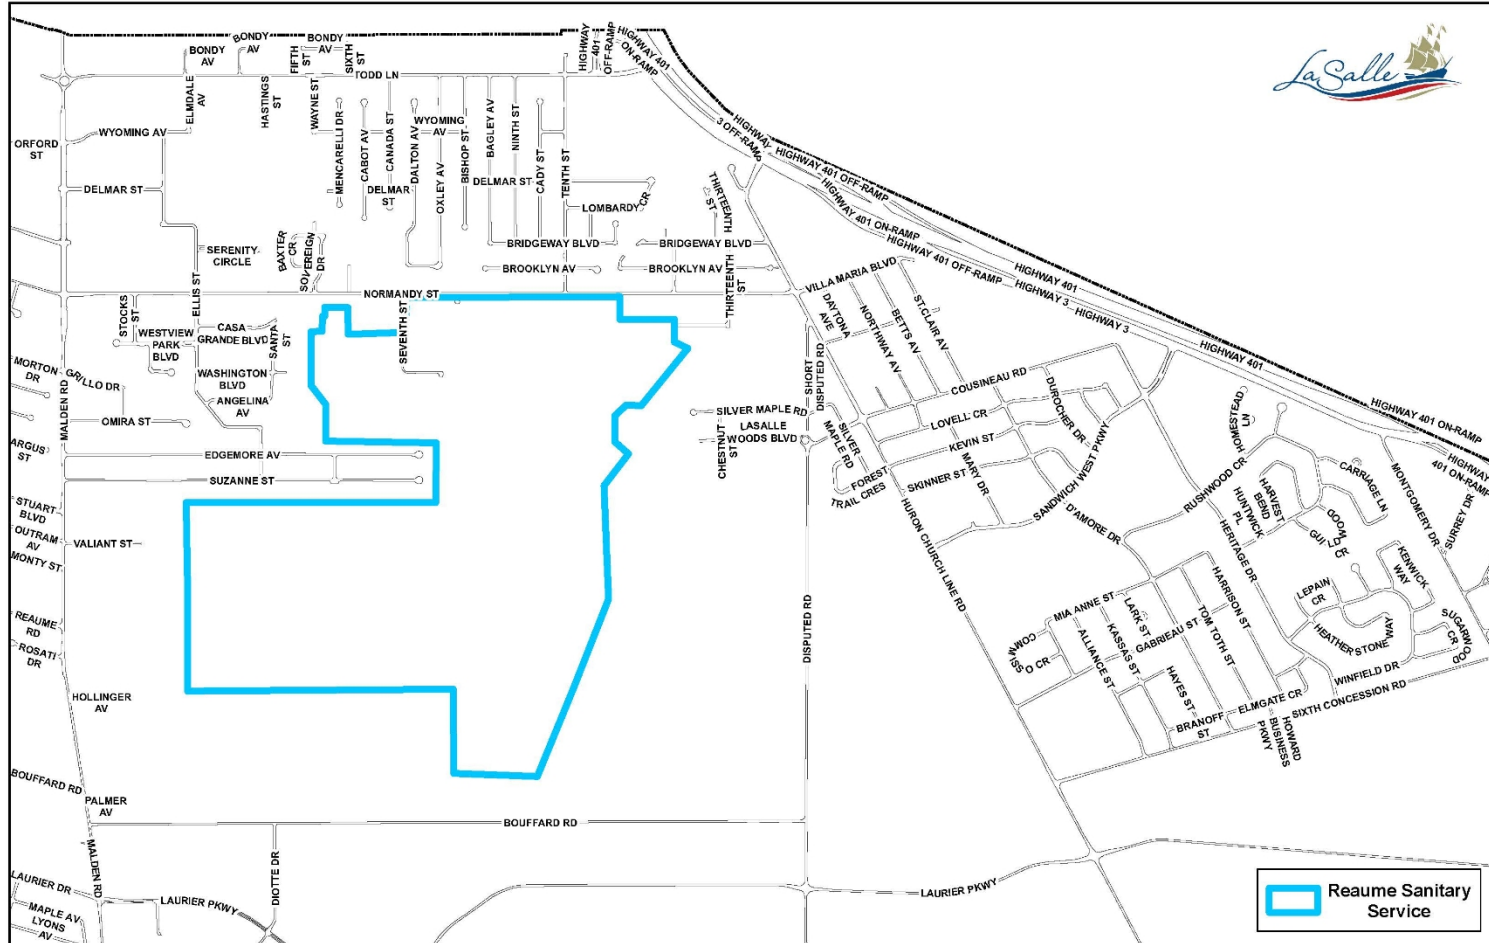 BONDY
AV
BONDY
AV
FIFTH
ST
BONDY
AV
SIXTH
ST
HIGHWAY
401
OFF-RAMP
HIGHWAY 401
ON-RAMP
LaSalle
TODD LN
ELMDALE
AV
HASTINGS
ST
WAYNE ST
WYOMING AV
ORFORD
ST
MENCARELLI DR
CABOT AV
CANADA ST
DALTON AV
WYOMING
AV
OXLEY AV
BISHOP ST
BAGLEY AV
NINTH ST
CADY ST
TENTH ST
3 OFF-RAMP
HIGHWAY
HIGHWAY 401 OFF-RAMP
DELMAR ST
DELMAR
ST
DELMAR ST
LOMBARDY
CR
THIRTEENTH
ST
HIGHWAY 401 ON-RAMP
HIGHWAY 401 OFF-RAMP
SERENITY
CIRCLE
BAXTER
CR
SOVEREIGN
DR
BRIDGEWAY BLVD
BRIDGEWAY BLVD
BROOKLYN AV
BROOKLYN AV
THIRTEENTH
ST
VILLA MARIA BLVD
HIGHWAY 401
HIGHWAY 3
HIGHWAY 3
HIGHWAY 401
HIGHWAY 401 ON-RAMP
ELLIS ST
NORMANDY ST
STOCKS
ST
WESTVIEW
PARK
BLVD
CASA
GRANDE BLVD
SANTA
ST
SEVENTH ST
DAYTONA
AVE
NORTHWAY AV
BETTS AV
ST.CLAIR AV
MORTON
DR
GRILLO DR
WASHINGTON
BLVD
ANGELINA
AV
MALDEN RD
OMIRA ST
SHORT
DISPUTED RD
COUSINEAU RD
DUROCHER DR
LOVELL CR
KEVIN ST
SILVER MAPLE RD
LASALLE
WOODS BLVD
CHESTNUT
ST
SILVER
MAPLE RD
HOMESTEAD
LN
ARGUS
ST
EDGEMORE AV
SUZANNE ST
FOREST
TRAIL CRES
SKINNER ST
MARY DR
SANDWICH WEST PKWY
RUSHWOOD CR
CARRIAGE LN
MONTGOMERY DR
HIGHWAY
401 ON-RAMP
SURREY DR
STUART
BLVD
OUTRAM
AV
MONTY ST
VALIANT ST
HURON CHURCH LINE RD
D'AMORE DR
HERITAGE DR
HUNTWICK
PL
HARVEST
BEND
GUILD
CR
KENWICK
WAY
REAUME
RD
ROSATI
DR
DISPUTED RD
MIA ANNE ST
LARK ST
HARRISON ST
LEPAIN
CR
HEATHERSTONE WAY
SUGARWOOD
CR
COMMISSO CR
ALLIANCE ST
KASSAS ST
GABRIEAU ST
TOM TOTH ST
HAYES ST
HOLLINGER
AV
BRANOFF
ST
ELMGATE CR
WINFIELD DR
SIXTH CONCESSION RD
HOWARD
BUSINESS
PKWY
BOUFFARD RD
PALMER
AV
BOUFFARD RD
MALDEN RD
DIOTTE DR
LAURIER DR
LAURIER PKWY
LAURIER PKWY
MAPLE AV
LYONS
AV
Reaume Sanitary
Service